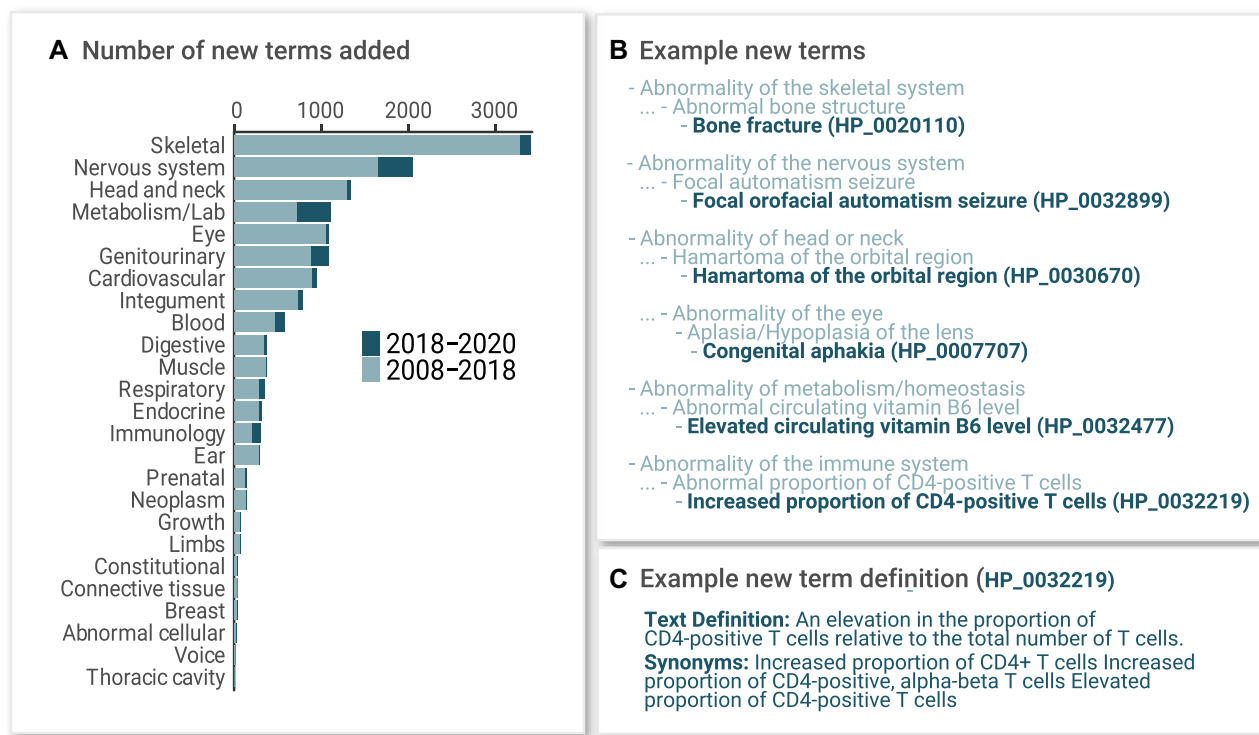 A Number of new terms added
0 1000 2000 3000
Skeletal
Nervous system
Head and neck
Metabolism/Lab
Eye
Genitourinary
Cardiovascular
Integument
Blood
Digestive
Muscle
Respiratory
Endocrine
Immunology
Ear
Prenatal
Neoplasm
Growth
Limbs
Constitutional
Connective tissue
Breast
Abnormal cellular
Voice
Thoracic cavity
2018–2020
2008–2018
B Example new terms
- Abnormality of the skeletal system
... - Abnormal bone structure
- Bone fracture (HP_0020110)
- Abnormality of the nervous system
... - Focal automatism seizure
- Focal orofacial automatism seizure (HP_0032899)
- Abnormality of head or neck
... - Hamartoma of the orbital region
- Hamartoma of the orbital region (HP_0030670)
... - Abnormality of the eye
- Aplasia/Hypoplasia of the lens
- Congenital aphakia (HP_0007707)
- Abnormality of metabolism/homeostasis
... - Abnormal circulating vitamin B6 level
- Elevated circulating vitamin B6 level (HP_0032477)
- Abnormality of the immune system
... - Abnormal proportion of CD4-positive T cells
- Increased proportion of CD4-positive T cells (HP_0032219)
C Example new term definition (HP_0032219)
Text Definition: An elevation in the proportion of
CD4-positive T cells relative to the total number of T cells.
Synonyms: Increased proportion of CD4+ T cells Increased
proportion of CD4-positive, alpha-beta T cells Elevated
proportion of CD4-positive T cells